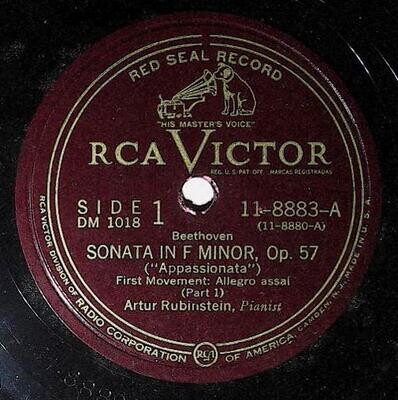 RED SEAL RECORD
"HIS MASTER'S VOICE"
RCA VICTOR
REG. U.S. PAT. OFF. MARCAS REGISTRADAS
SIDE 1
DM 1018
11-8883-A
(11-8880-A)
Beethoven
SONATA IN F MINOR, Op. 57
("Appassionata")
First Movement: Allegro assai
(Part 1)
Artur Rubinstein, Pianist
RCA VICTOR DIVISION OF RADIO CORPORATION OF AMERICA, CAMDEN, N.J. MADE IN U.S.A.
RCA